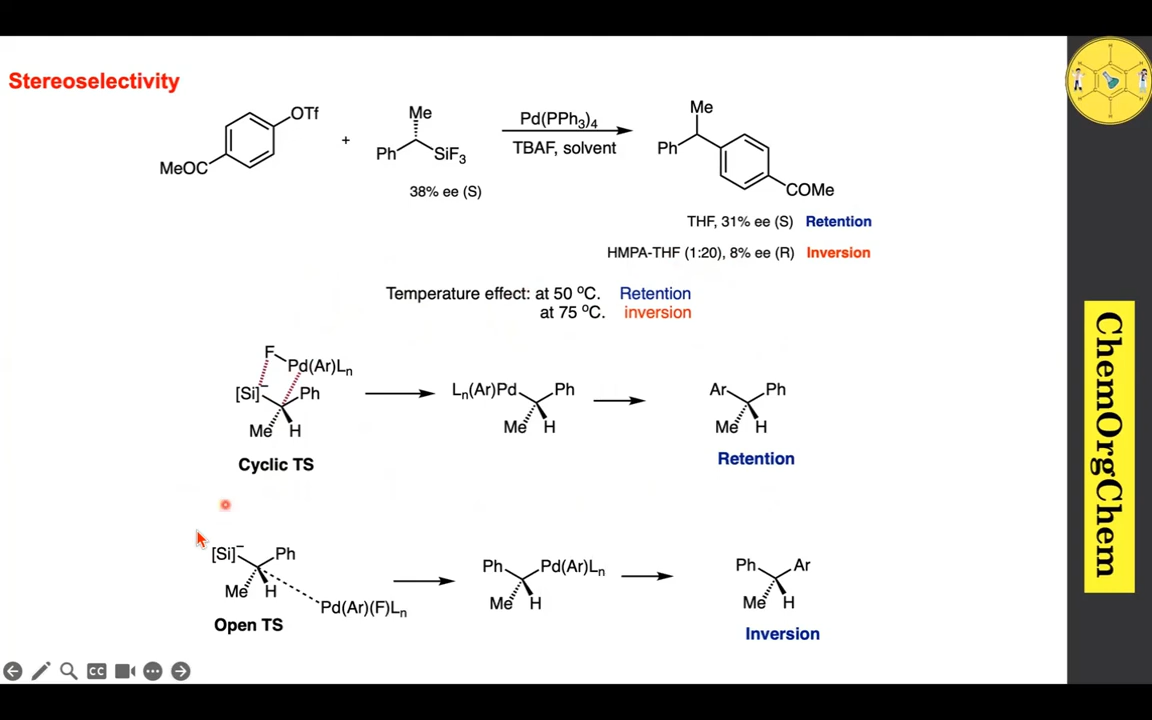 Stereoselectivity
OTf
MeOC
+
Me
Ph
SiF3
38% ee (S)
Pd(PPh3)4
TBAF, solvent
Me
Ph
COMe
THF, 31% ee (S) Retention
HMPA-THF (1:20), 8% ee (R) Inversion
Temperature effect: at 50 ºC. Retention
at 75 ºC. inversion
F
Pd(Ar)Ln
[Si]− Ph
Me H
Cyclic TS
Ln(Ar)Pd Ph
Me H
Ar Ph
Me H
Retention
[Si]− Ph
Me H
Pd(Ar)(F)Ln
Open TS
Ph Pd(Ar)Ln
Me H
Ph Ar
Me H
Inversion
ChemOrgChem
H
H H
H H
H
CC